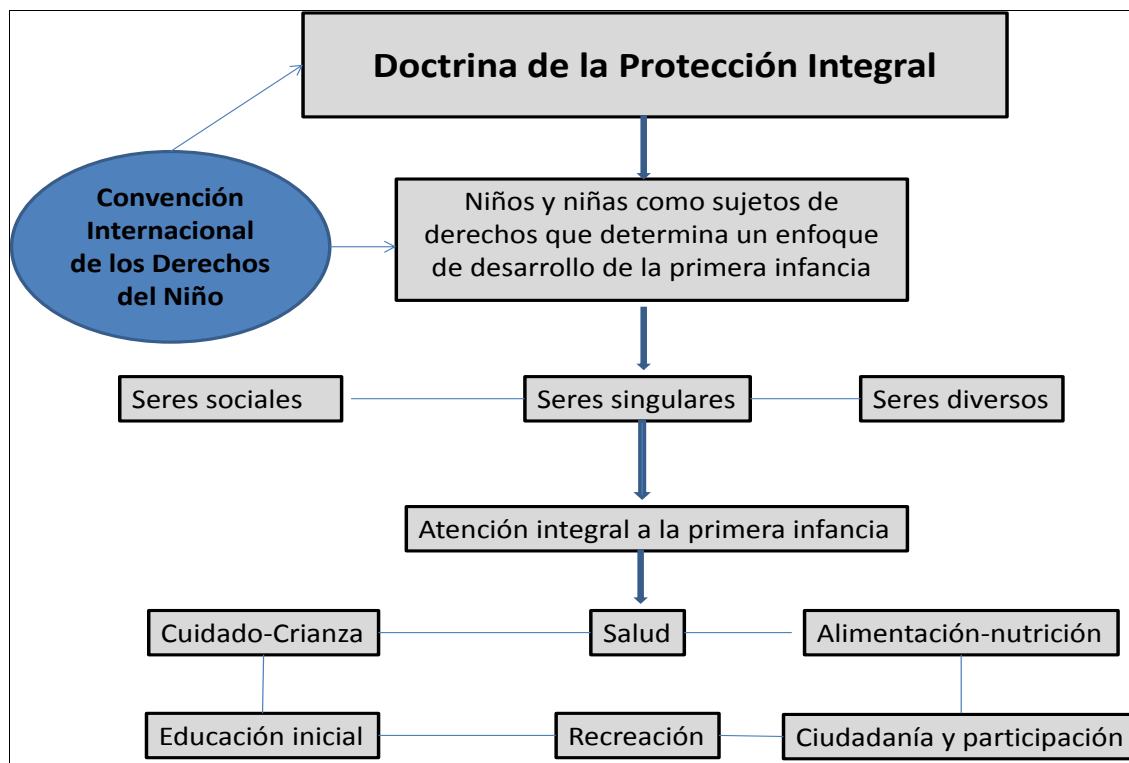 Doctrina de la Protección Integral
Convención
Internacional
de los Derechos
del Niño
Niños y niñas como sujetos de
derechos que determina un enfoque
de desarrollo de la primera infancia
Seres sociales
Seres singulares
Seres diversos
Atención integral a la primera infancia
Cuidado-Crianza
Salud
Alimentación-nutrición
Educación inicial
Recreación
Ciudadanía y participación